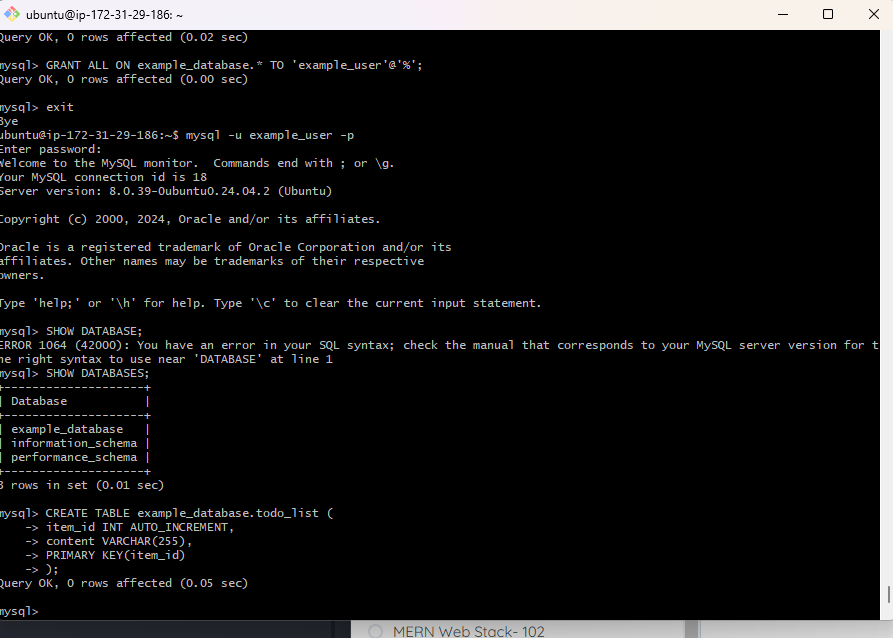 ubuntu@ip-172-31-29-186: ~
Query OK, 0 rows affected (0.02 sec)
mysql> GRANT ALL ON example_database.* TO 'example_user'@'%';
Query OK, 0 rows affected (0.00 sec)
mysql> exit
Bye
ubuntu@ip-172-31-29-186:~$ mysql -u example_user -p
Enter password:
Welcome to the MySQL monitor.  Commands end with ; or \g.
Your MySQL connection id is 18
Server version: 8.0.39-0ubuntu0.24.04.2 (Ubuntu)
Copyright (c) 2000, 2024, Oracle and/or its affiliates.
Oracle is a registered trademark of Oracle Corporation and/or its
affiliates. Other names may be trademarks of their respective
owners.
Type 'help;' or '\h' for help. Type '\c' to clear the current input statement.
mysql> SHOW DATABASE;
ERROR 1064 (42000): You have an error in your SQL syntax; check the manual that corresponds to your MySQL server version for t
he right syntax to use near 'DATABASE' at line 1
mysql> SHOW DATABASES;
+--------------------+
| Database           |
+--------------------+
| example_database   |
| information_schema |
| performance_schema |
+--------------------+
3 rows in set (0.01 sec)
mysql> CREATE TABLE example_database.todo_list (
    -> item_id INT AUTO_INCREMENT,
    -> content VARCHAR(255),
    -> PRIMARY KEY(item_id)
    -> );
Query OK, 0 rows affected (0.05 sec)
mysql>
MERN Web Stack- 102